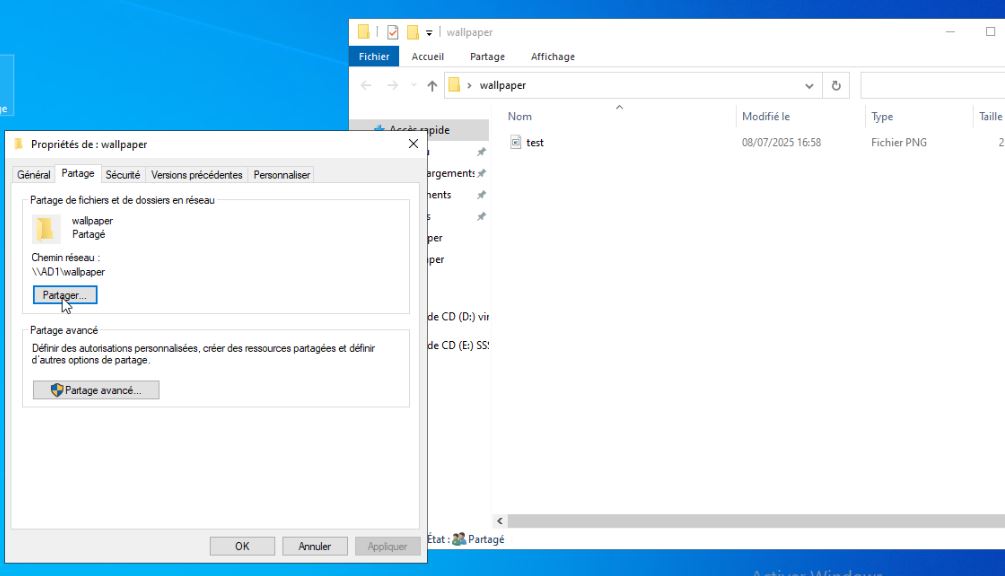 wallpaper
Fichier Accueil Partage Affichage
wallpaper
Nom Modifié le Type Taille
Accès rapide
test 08/07/2025 16:58 Fichier PNG 2
Propriétés de : wallpaper
Général Partage Sécurité Versions précédentes Personnaliser
Partage de fichiers et de dossiers en réseau
wallpaper
Partagé
Chemin réseau :
\\AD1\wallpaper
Partager...
Partage avancé
Définir des autorisations personnalisées, créer des ressources partagées et définir
d'autres options de partage.
Partage avancé...
OK Annuler Appliquer
argements
ments
s
per
per
de CD (D:) vir
de CD (E:) SS
État : Partagé
Activer Windows